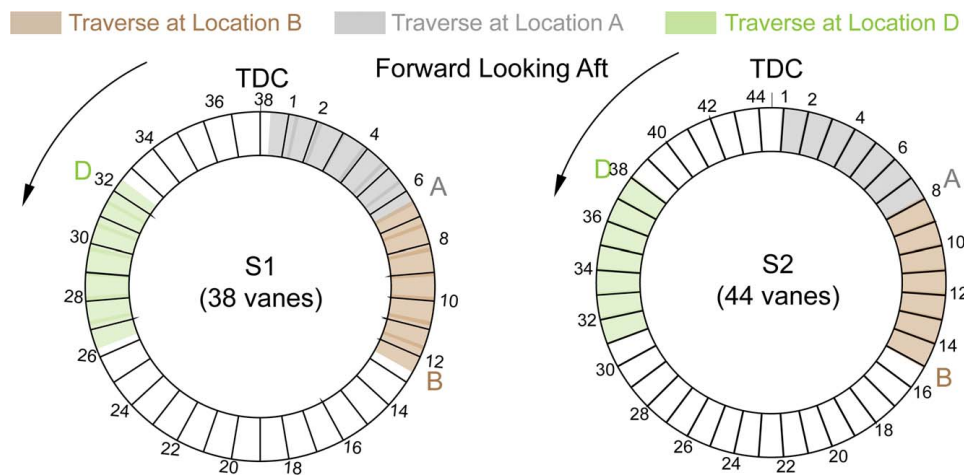 Traverse at Location B
Traverse at Location A
Traverse at Location D
Forward Looking Aft
TDC
38
1
2
4
6
A
8
10
12
B
14
16
18
20
22
24
26
28
30
D
32
34
36
S1
(38 vanes)
TDC
44
1
2
4
6
A
8
10
12
14
B
16
18
20
22
24
26
28
30
32
34
36
D
38
40
42
S2
(44 vanes)